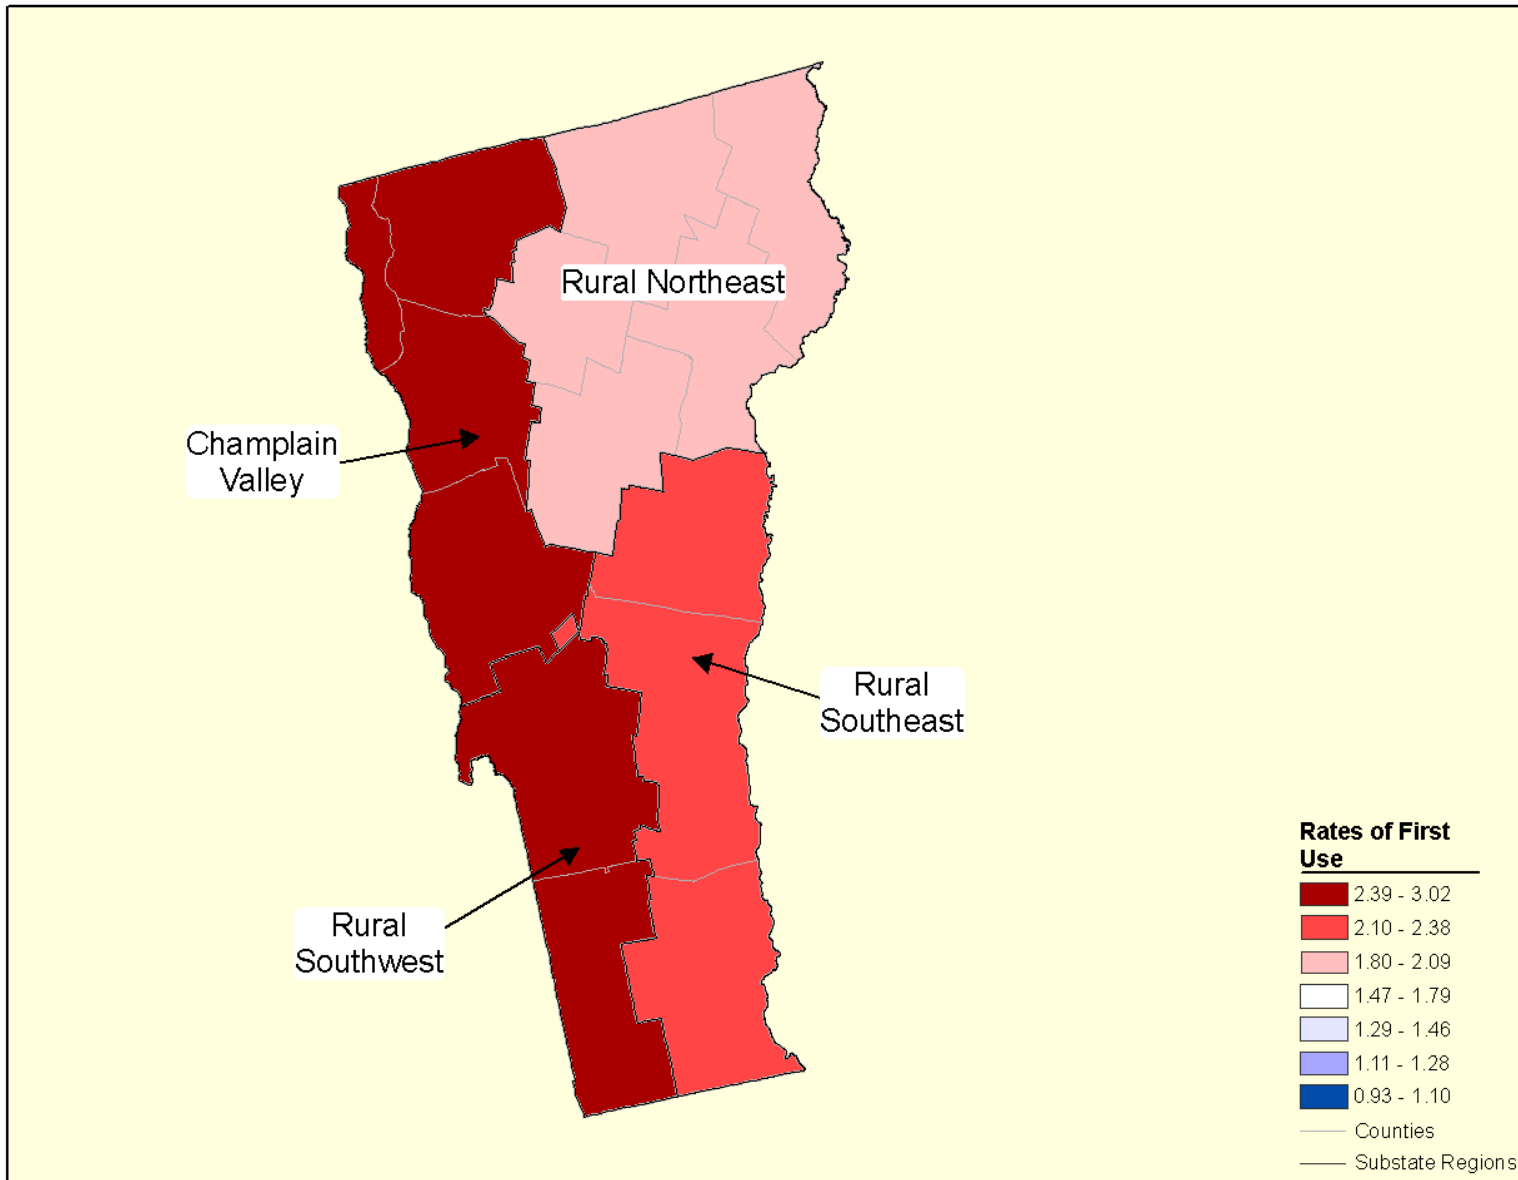 Rural Northeast
Champlain
Valley
Rural
Southeast
Rural
Southwest
Rates of First
Use
2.39 - 3.02
2.10 - 2.38
1.80 - 2.09
1.47 - 1.79
1.29 - 1.46
1.11 - 1.28
0.93 - 1.10
Counties
Substate Regions